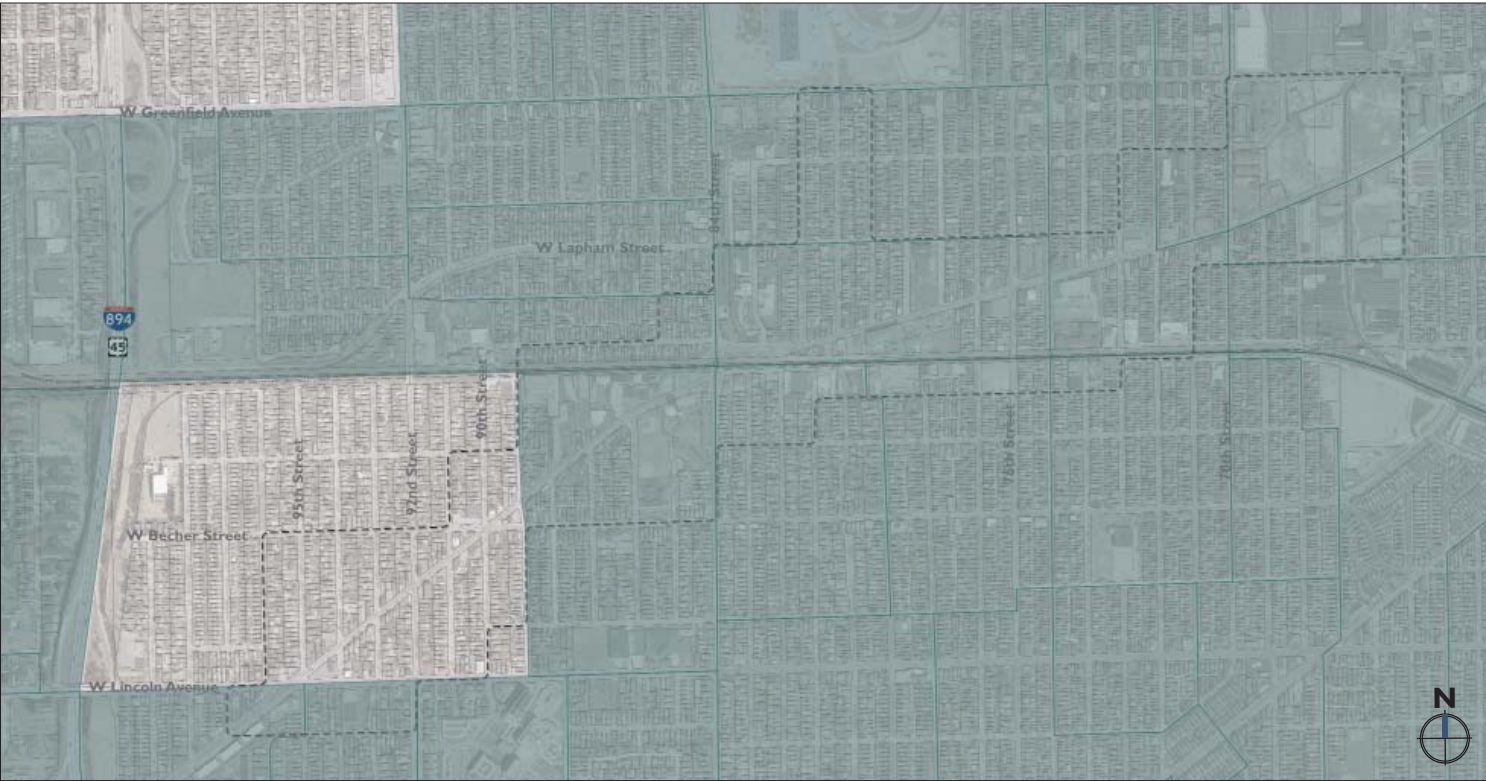 W Greenfield Avenue
84th Street
W Lapham Street
894
45
90th Street
95th Street
92nd Street
76th Street
70th Street
W Becher Street
W Lincoln Avenue
N